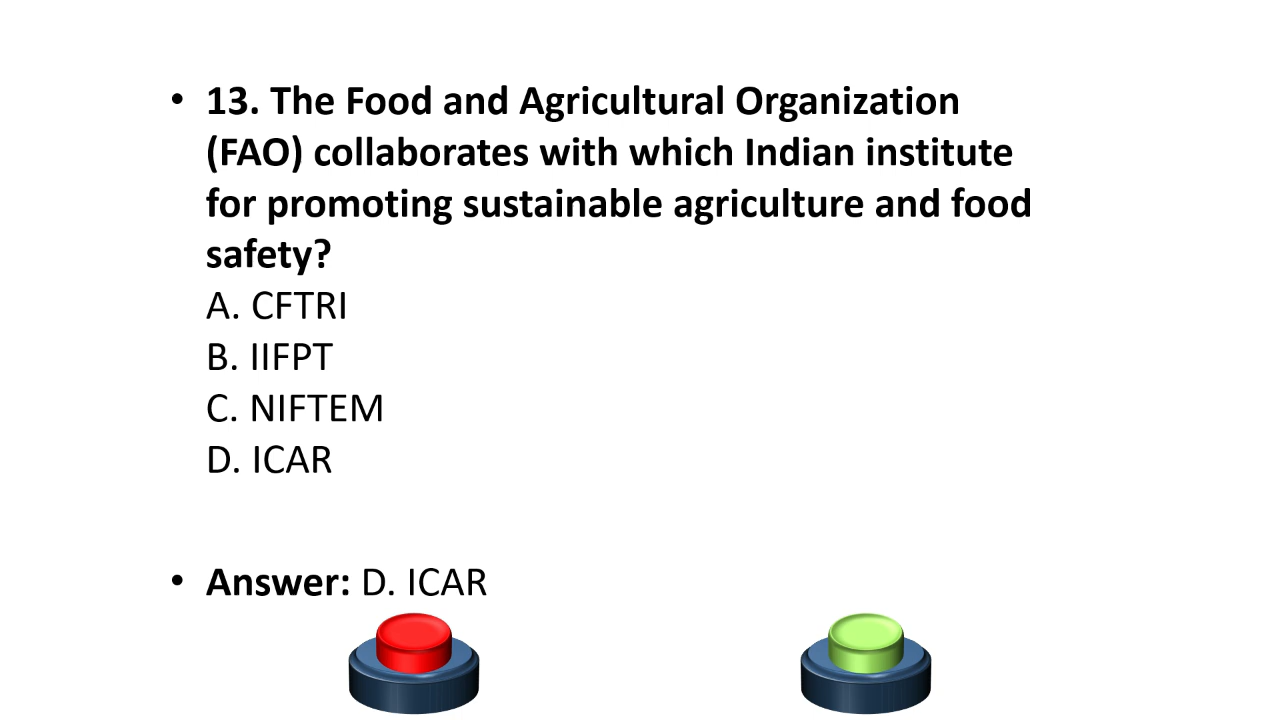 • 13. The Food and Agricultural Organization
(FAO) collaborates with which Indian institute
for promoting sustainable agriculture and food
safety?
A. CFTRI
B. IIFPT
C. NIFTEM
D. ICAR
• Answer: D. ICAR